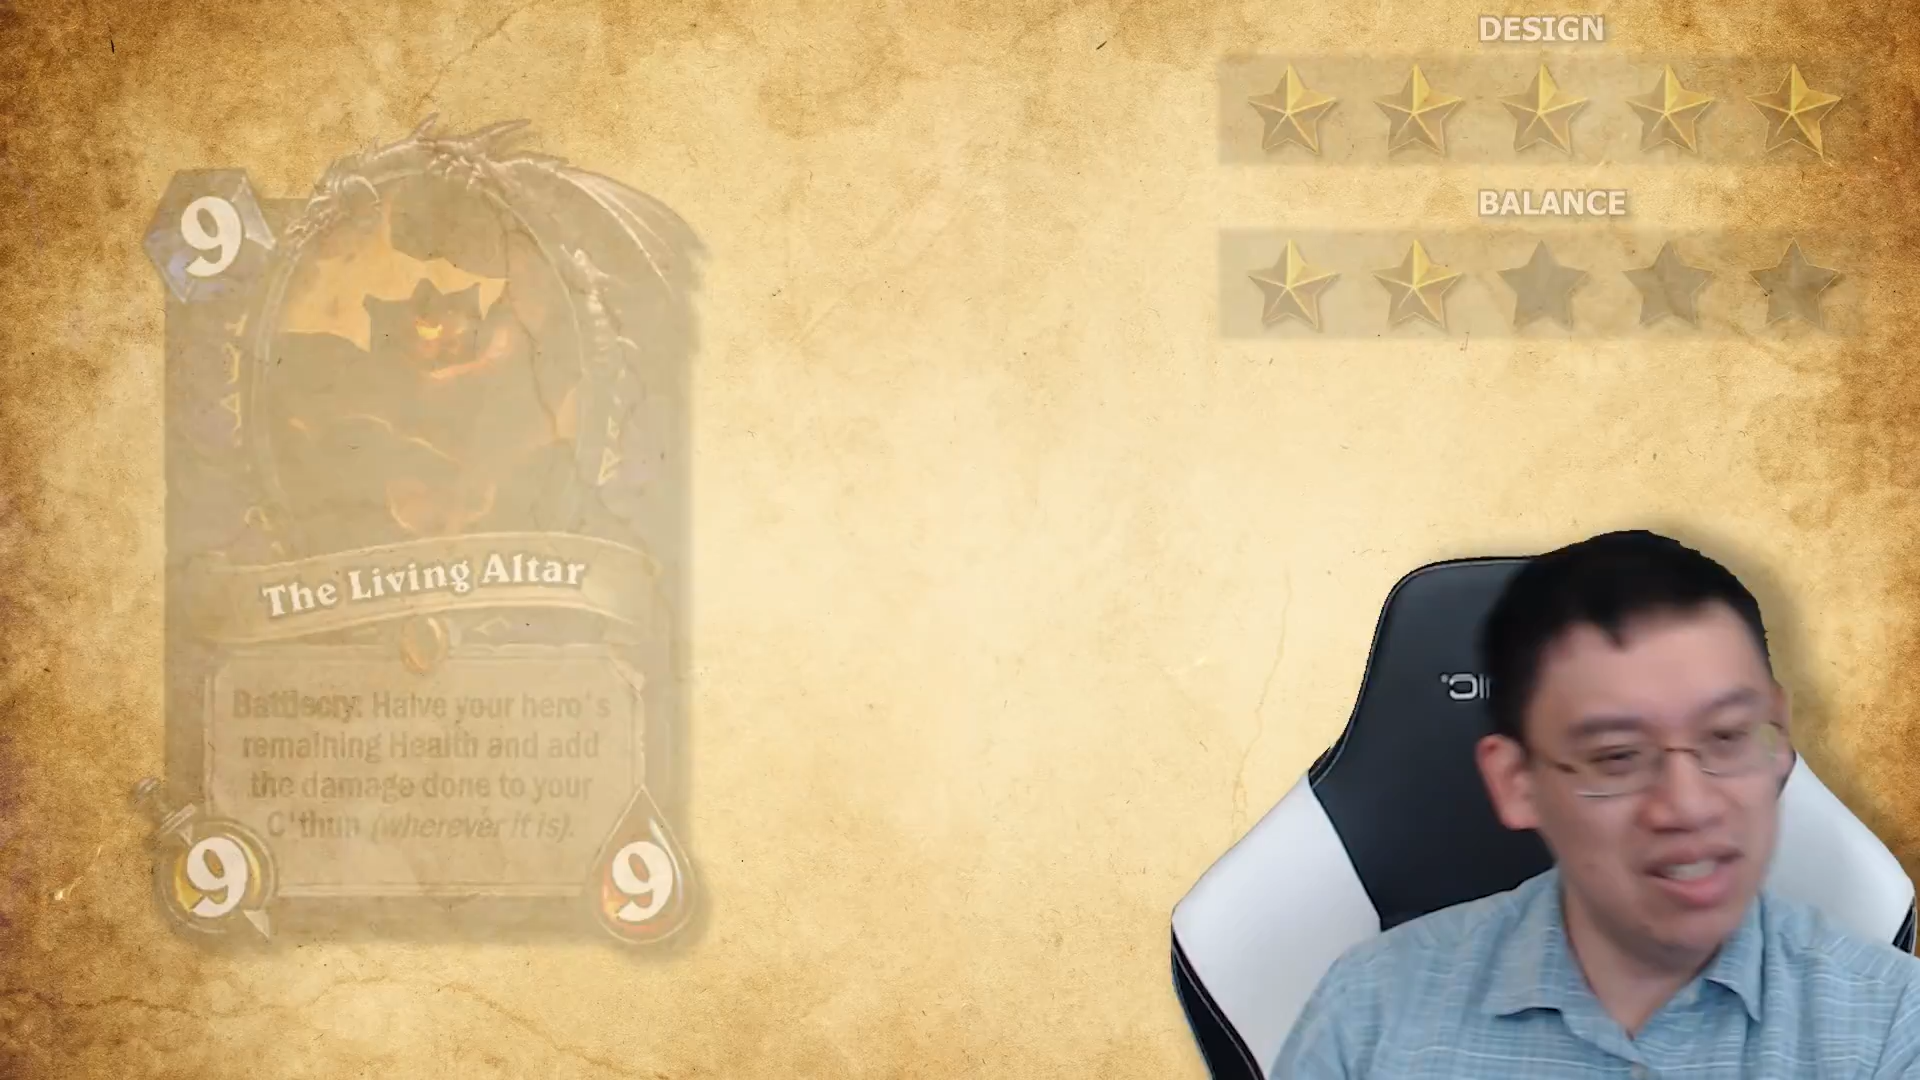 DESIGN
BALANCE
9
The Living Altar
Battlecry: Halve your hero's
remaining Health and add
the damage done to your
C'thun (wherever it is).
9
9